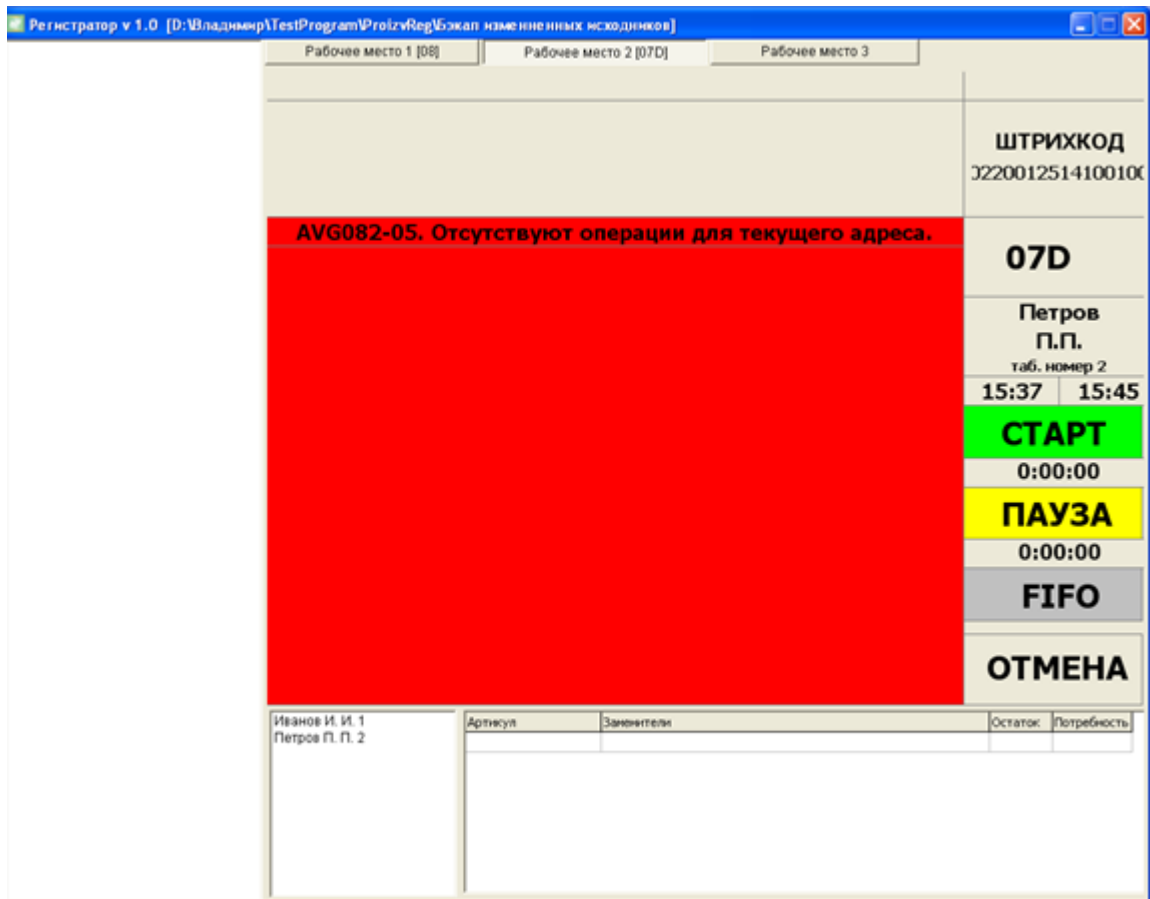 Регистратор v 1.0 [D:\Владимир\TestProgram\ProizvReg\Бэкап измененных исходников]
Рабочее место 1 [08] Рабочее место 2 [07D] Рабочее место 3
ШТРИХКОД
0220012514100100
AVG082-05. Отсутствуют операции для текущего адреса.
07D
Петров
П.П.
таб. номер 2
15:37 15:45
СТАРТ
0:00:00
ПАУЗА
0:00:00
FIFO
ОТМЕНА
Иванов И. И. 1
Петров П. П. 2
Артикул Заменители Остаток Потребность